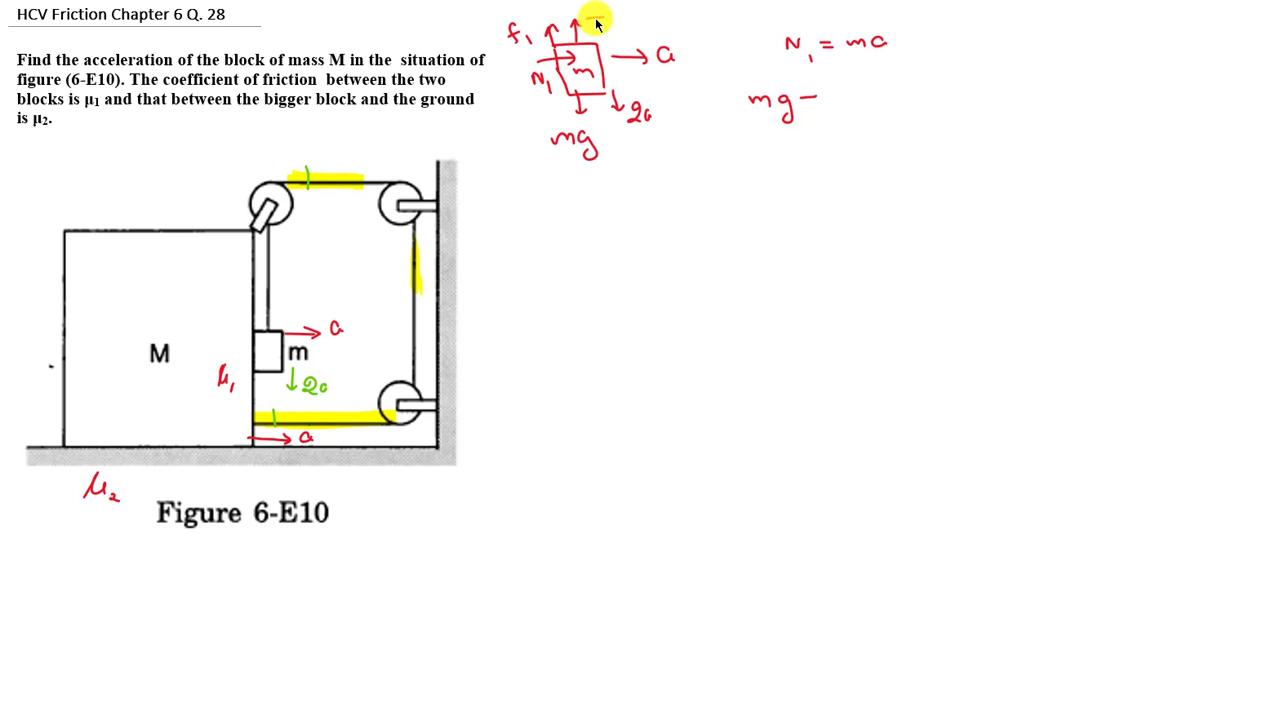 HCV Friction Chapter 6 Q. 28
Find the acceleration of the block of mass M in the situation of
figure (6-E10). The coefficient of friction between the two
blocks is μ₁ and that between the bigger block and the ground
is μ₂.
f₁
a
N₁
m
2a
mg
N₁ = ma
mg −
M
m
a
μ₁
2a
a
μ₂
Figure 6-E10